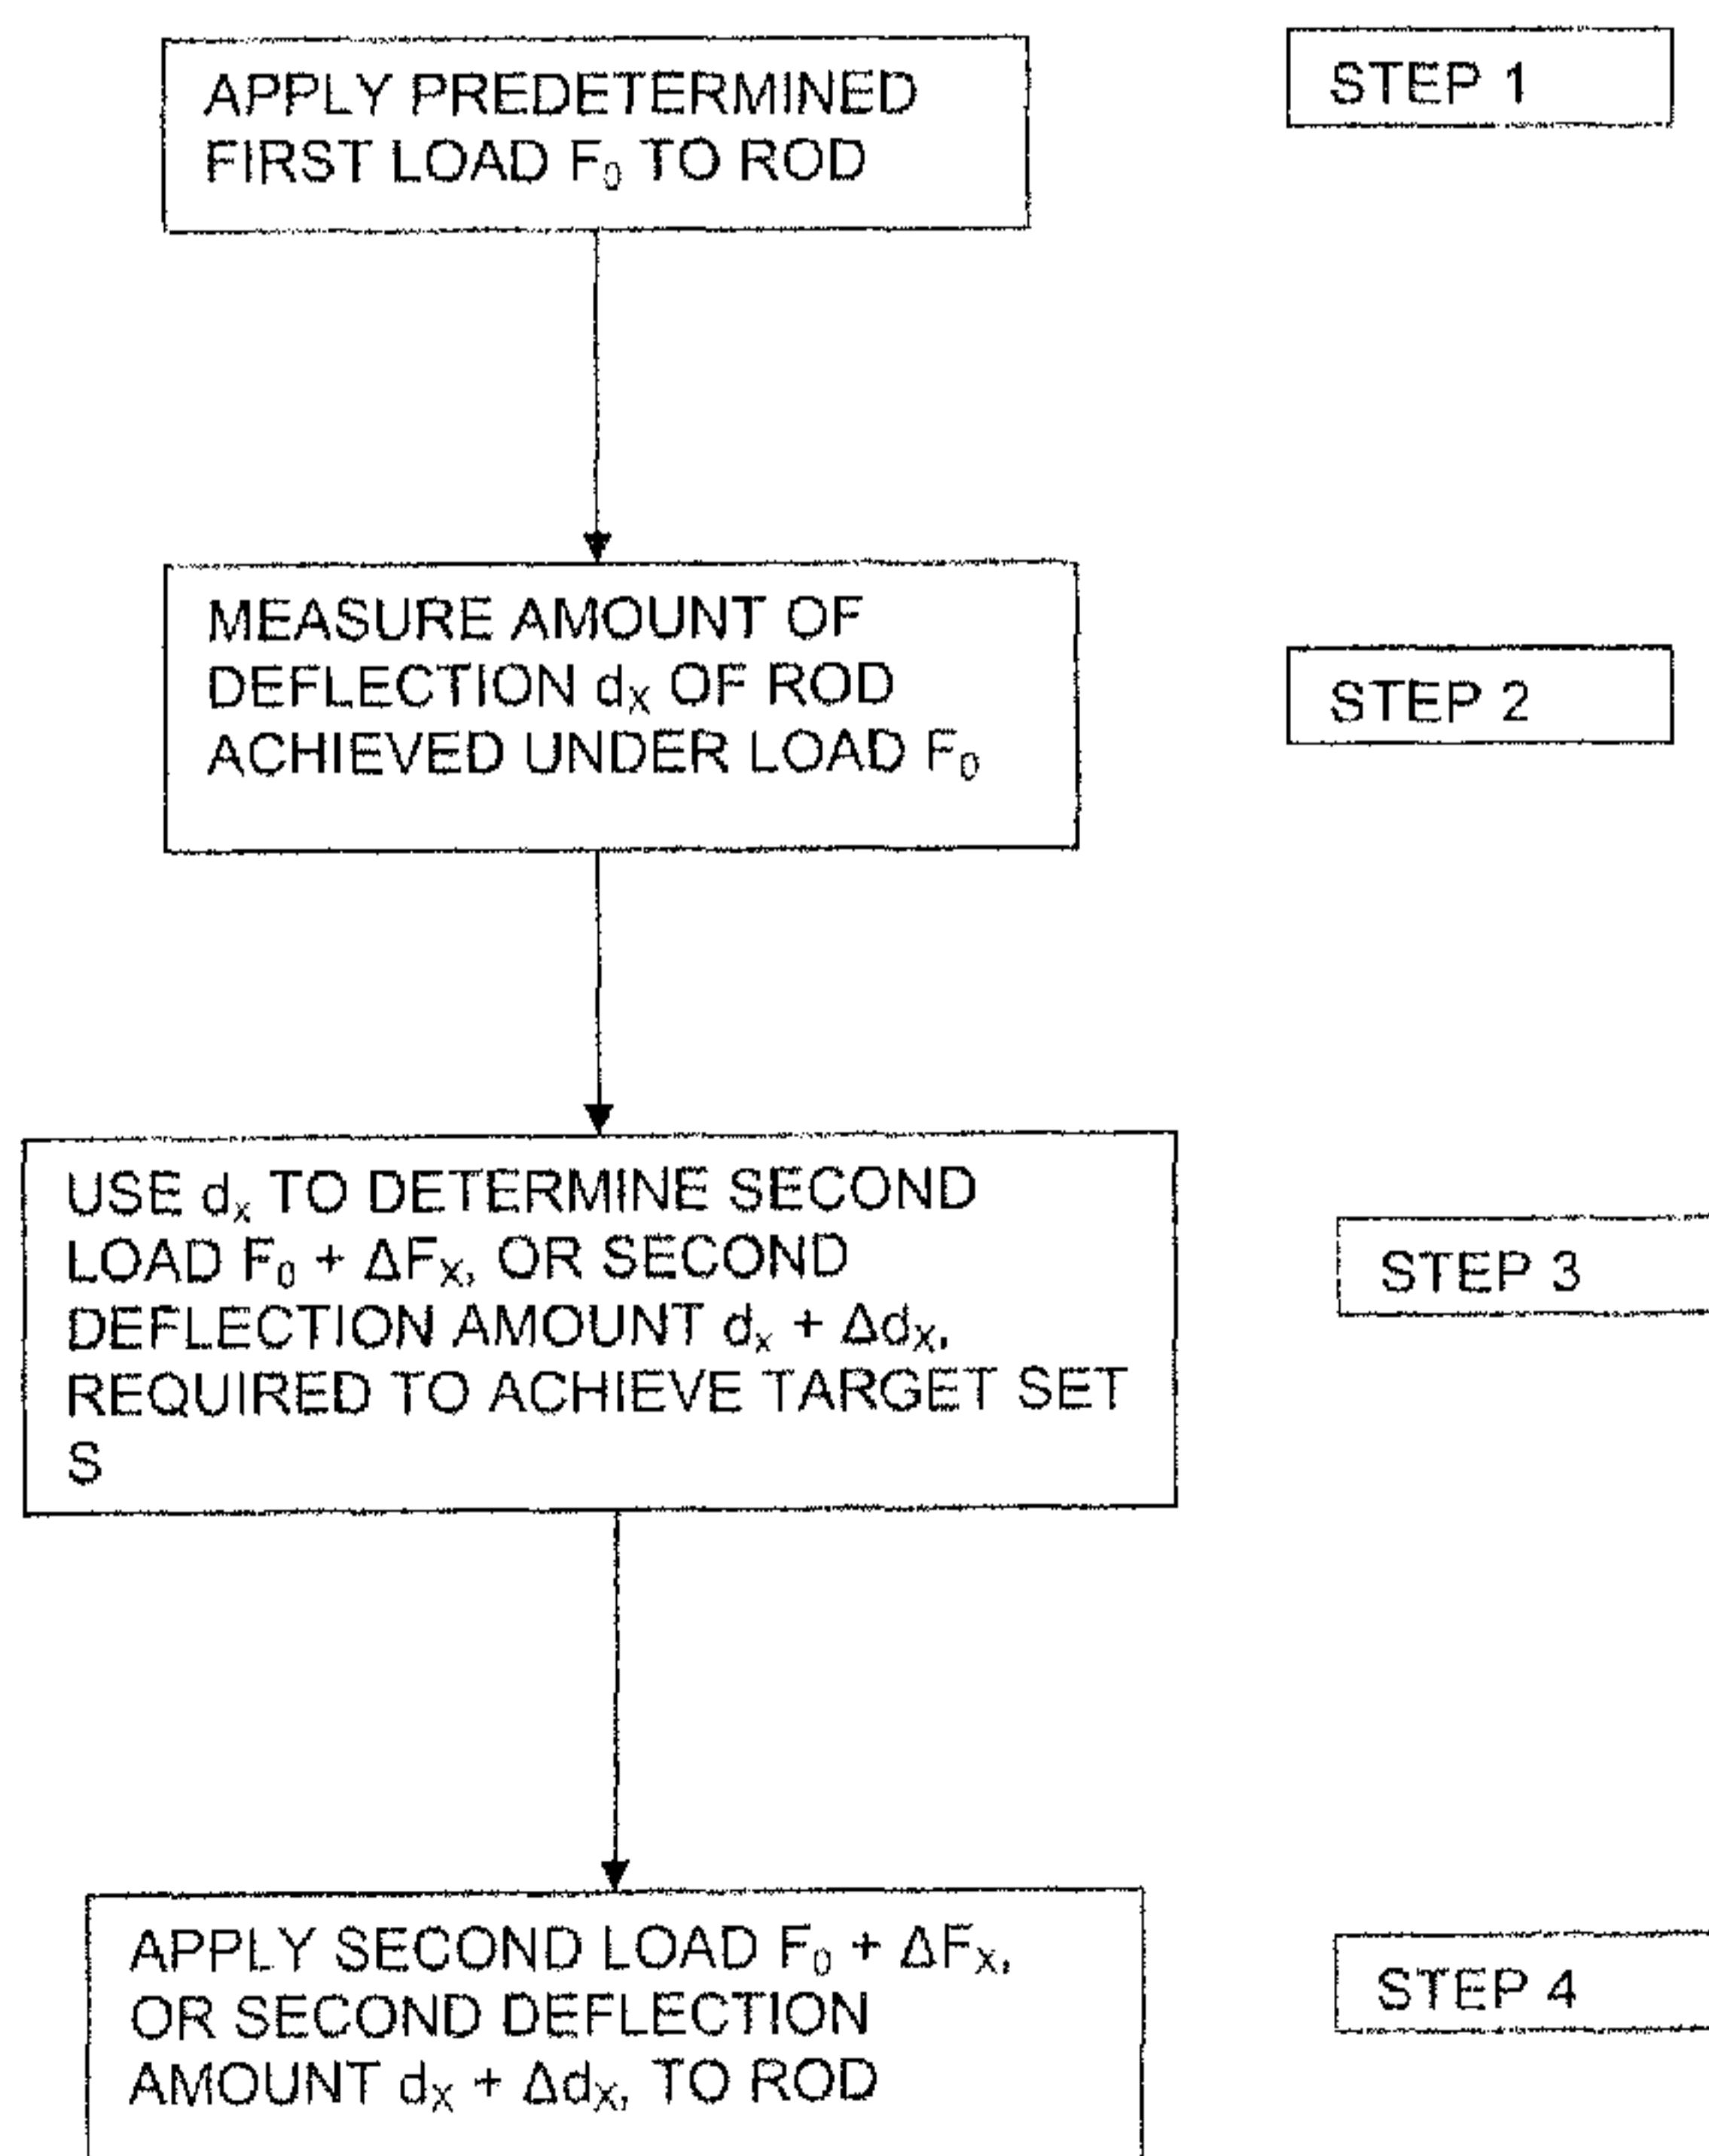 APPLY PREDETERMINED
FIRST LOAD F₀ TO ROD
STEP 1
MEASURE AMOUNT OF
DEFLECTION dₓ OF ROD
ACHIEVED UNDER LOAD F₀
STEP 2
USE dₓ TO DETERMINE SECOND
LOAD F₀ + ΔFₓ, OR SECOND
DEFLECTION AMOUNT dₓ + Δdₓ,
REQUIRED TO ACHIEVE TARGET SET
S
STEP 3
APPLY SECOND LOAD F₀ + ΔFₓ,
OR SECOND DEFLECTION
AMOUNT dₓ + Δdₓ, TO ROD
STEP 4